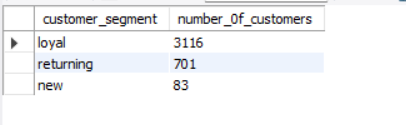 customer_segment number_0f_customers
loyal 3116
returning 701
new 83